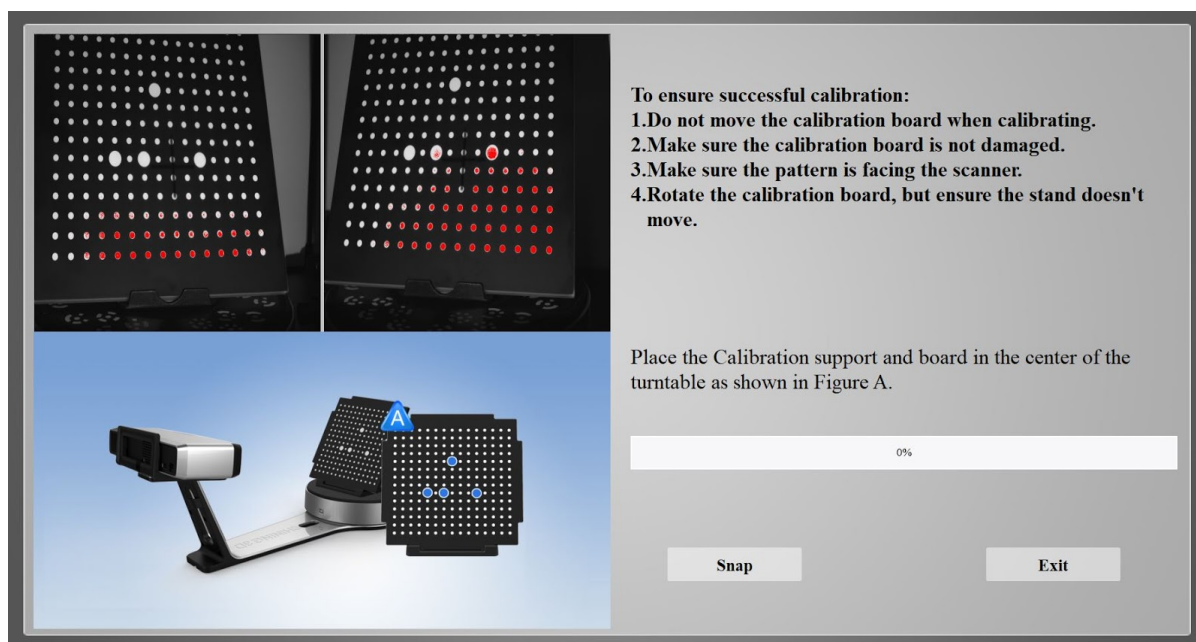 To ensure successful calibration:
1.Do not move the calibration board when calibrating.
2.Make sure the calibration board is not damaged.
3.Make sure the pattern is facing the scanner.
4.Rotate the calibration board, but ensure the stand doesn't
move.
Place the Calibration support and board in the center of the
turntable as shown in Figure A.
A
0%
Snap
Exit